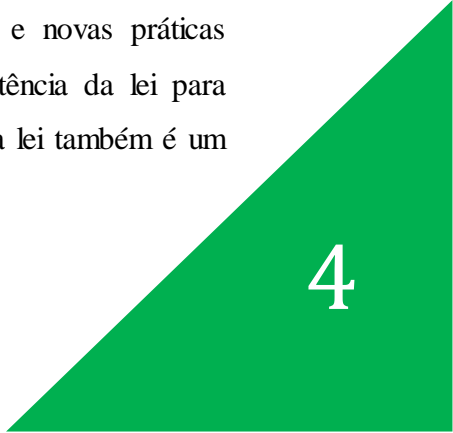 e novas práticas
tência da lei para
a lei também é um
4